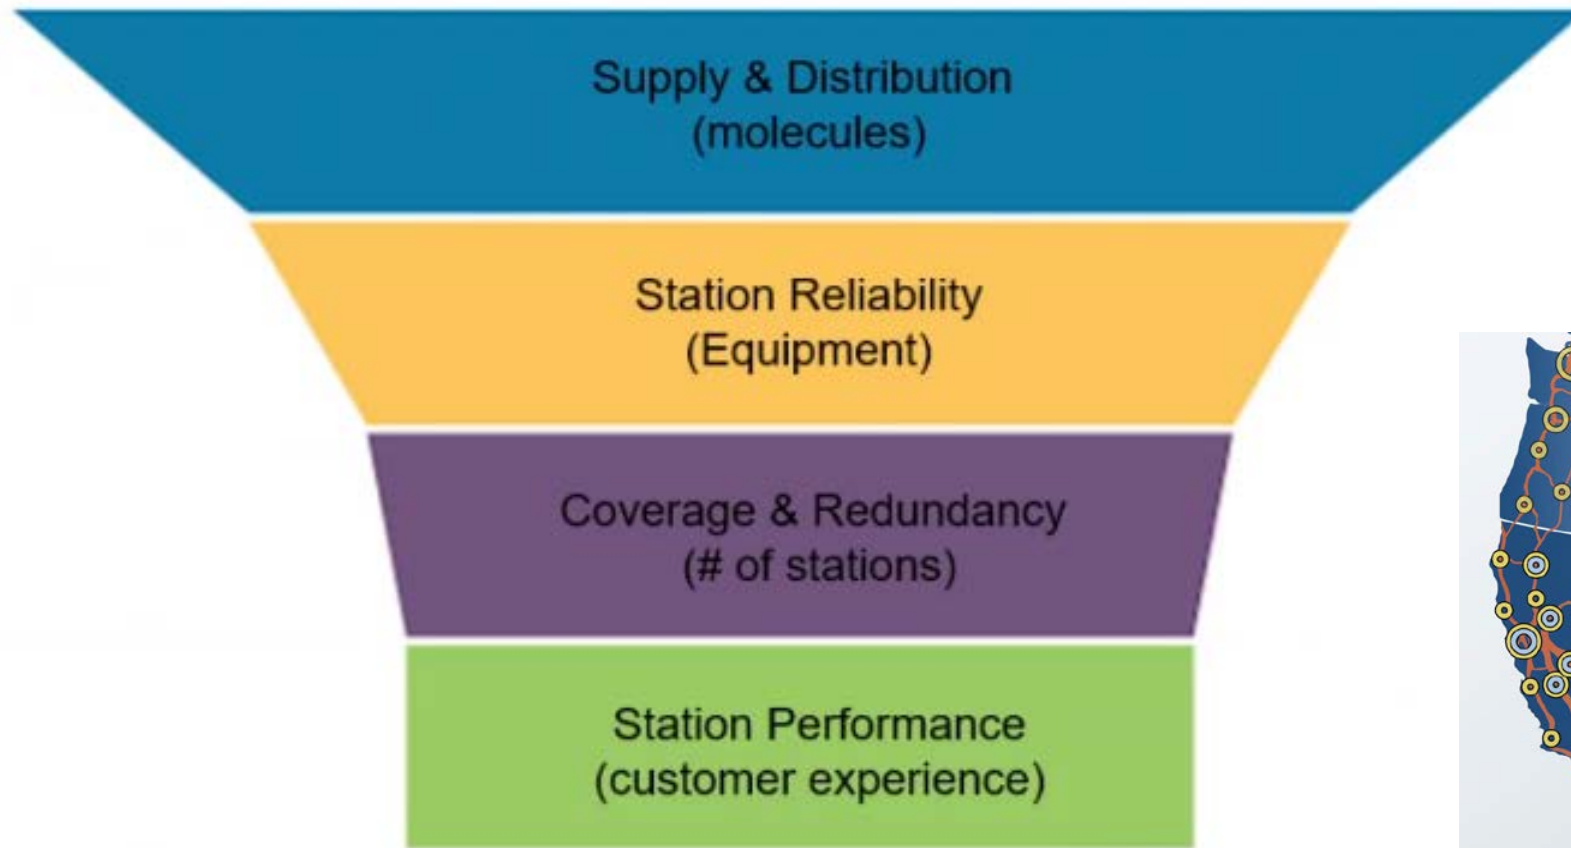 Supply & Distribution
(molecules)
Station Reliability
(Equipment)
Coverage & Redundancy
(# of stations)
Station Performance
(customer experience)